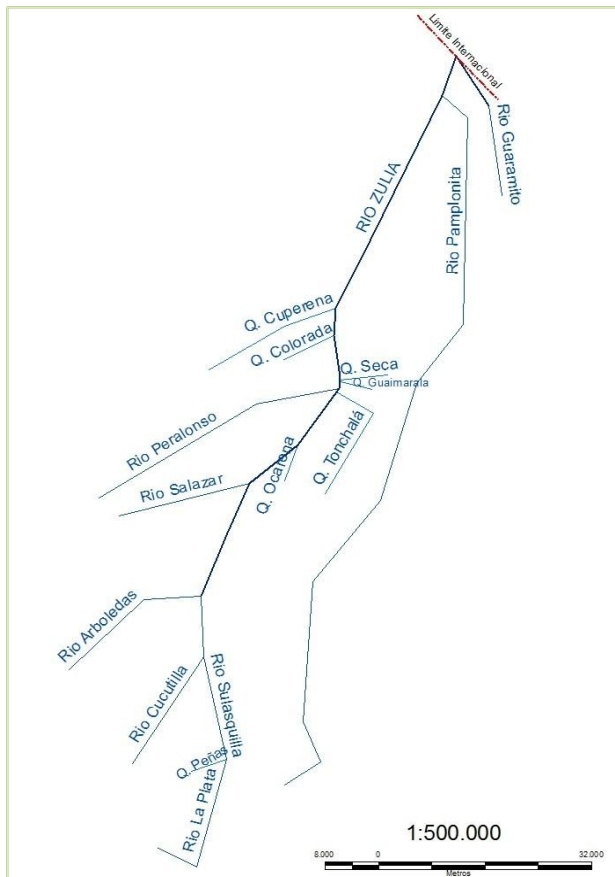 Limite Internacional
Rio Guaramito
RIO ZULIA
Rio Pamplonita
Q. Cuperena
Q. Colorada
Q. Seca
Q. Guaimarala
Rio Peralonso
Q. Ocarena
Q. Tonchalá
Rio Salazar
Rio Arboledas
Rio Cucutilla
Rio Sulasquilla
Q. Peñas
Rio La Plata
1:500.000
8.000 0 32.000
Metros